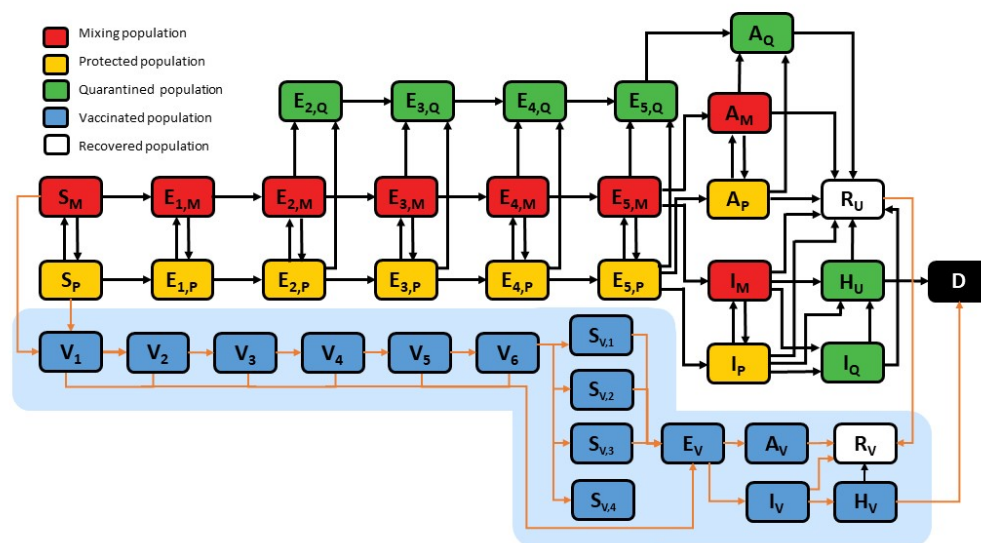 Mixing population
Protected population
Quarantined population
Vaccinated population
Recovered population
A_Q
E_2,Q E_3,Q E_4,Q E_5,Q
A_M
S_M E_1,M E_2,M E_3,M E_4,M E_5,M
A_P R_U
S_P E_1,P E_2,P E_3,P E_4,P E_5,P
I_M H_U D
V_1 V_2 V_3 V_4 V_5 V_6
S_V,1
I_P I_Q
S_V,2
S_V,3 E_V A_V R_V
S_V,4
I_V H_V